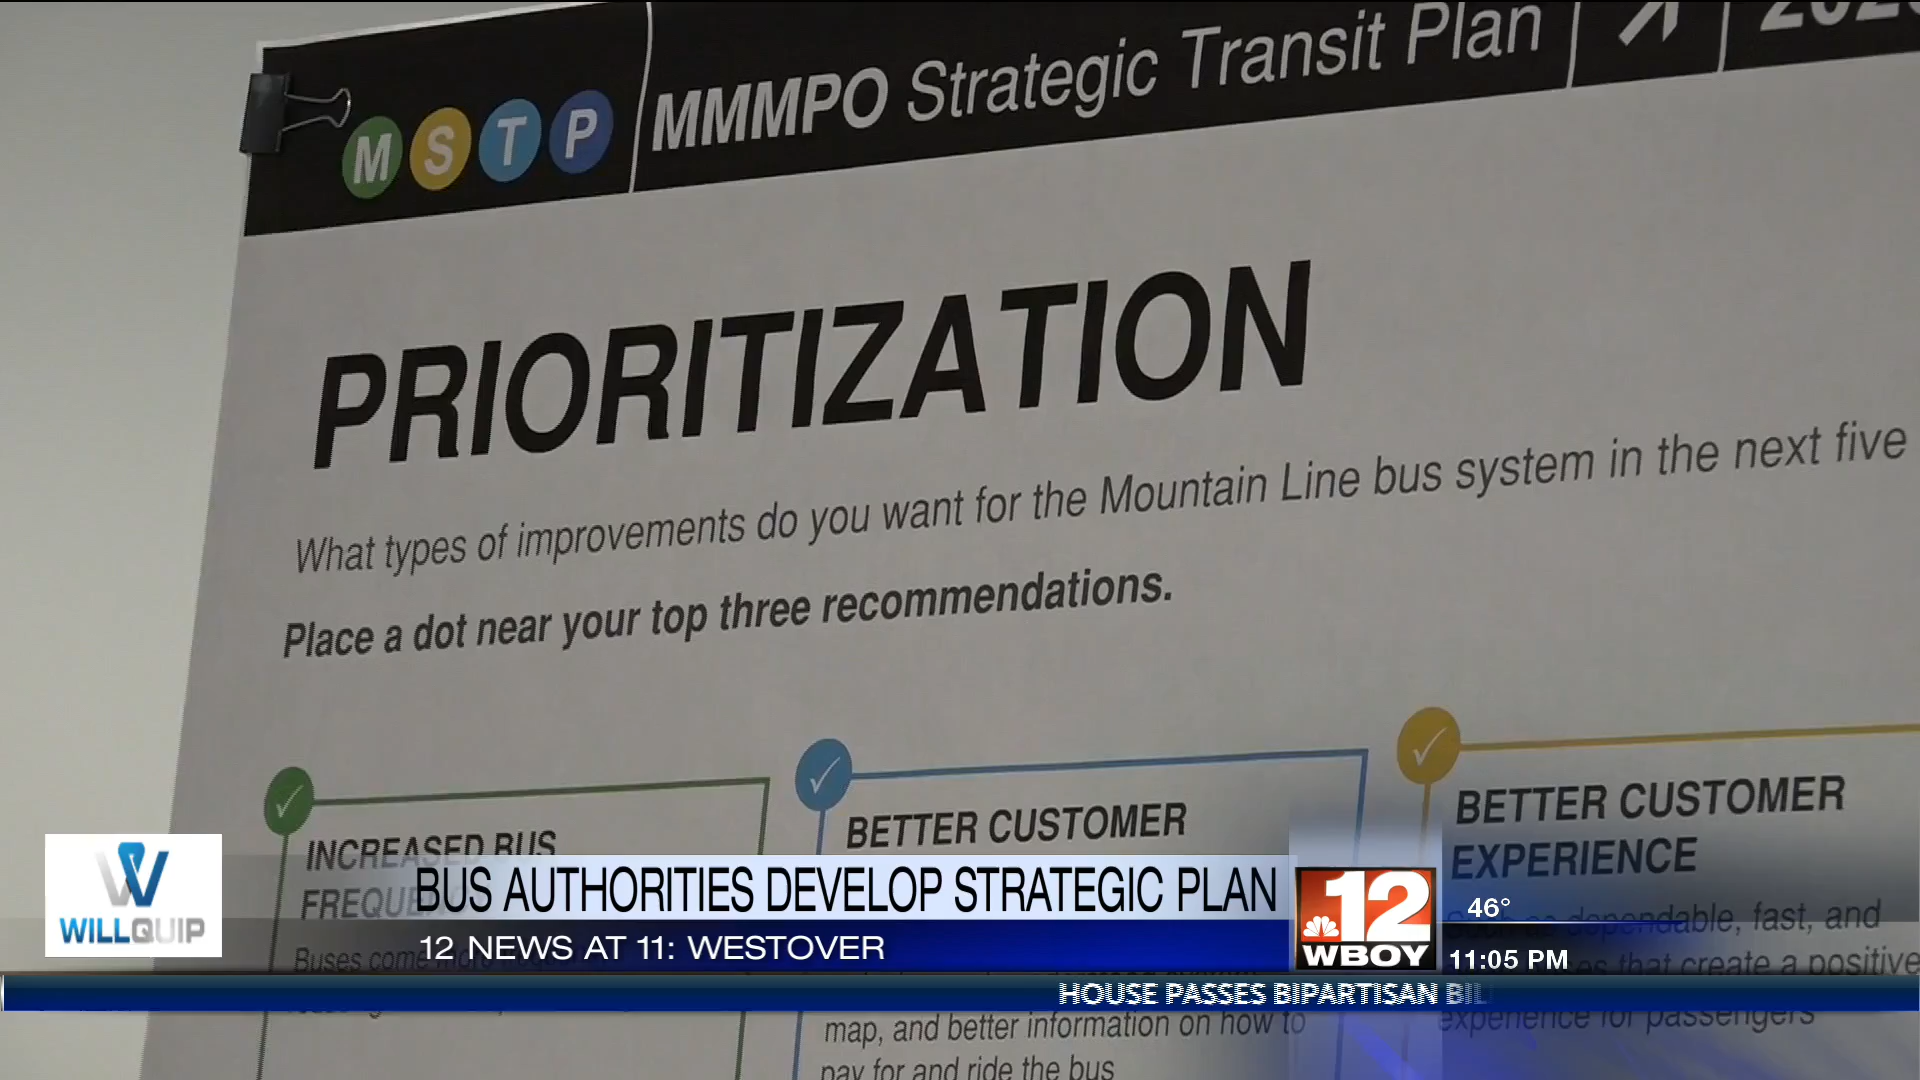 M S T P MMMPO Strategic Transit Plan
PRIORITIZATION
What types of improvements do you want for the Mountain Line bus system in the next five
Place a dot near your top three recommendations.
INCREASED BUS
BETTER CUSTOMER
BETTER CUSTOMER
EXPERIENCE
dependable, fast, and
that create a positive
experience for passengers
Buses come
map, and better information on how to
pay for and ride the bus
WILLQUIP
BUS AUTHORITIES DEVELOP STRATEGIC PLAN
12 NEWS AT 11: WESTOVER
12
WBOY
46°
11:05 PM
HOUSE PASSES BIPARTISAN BIL